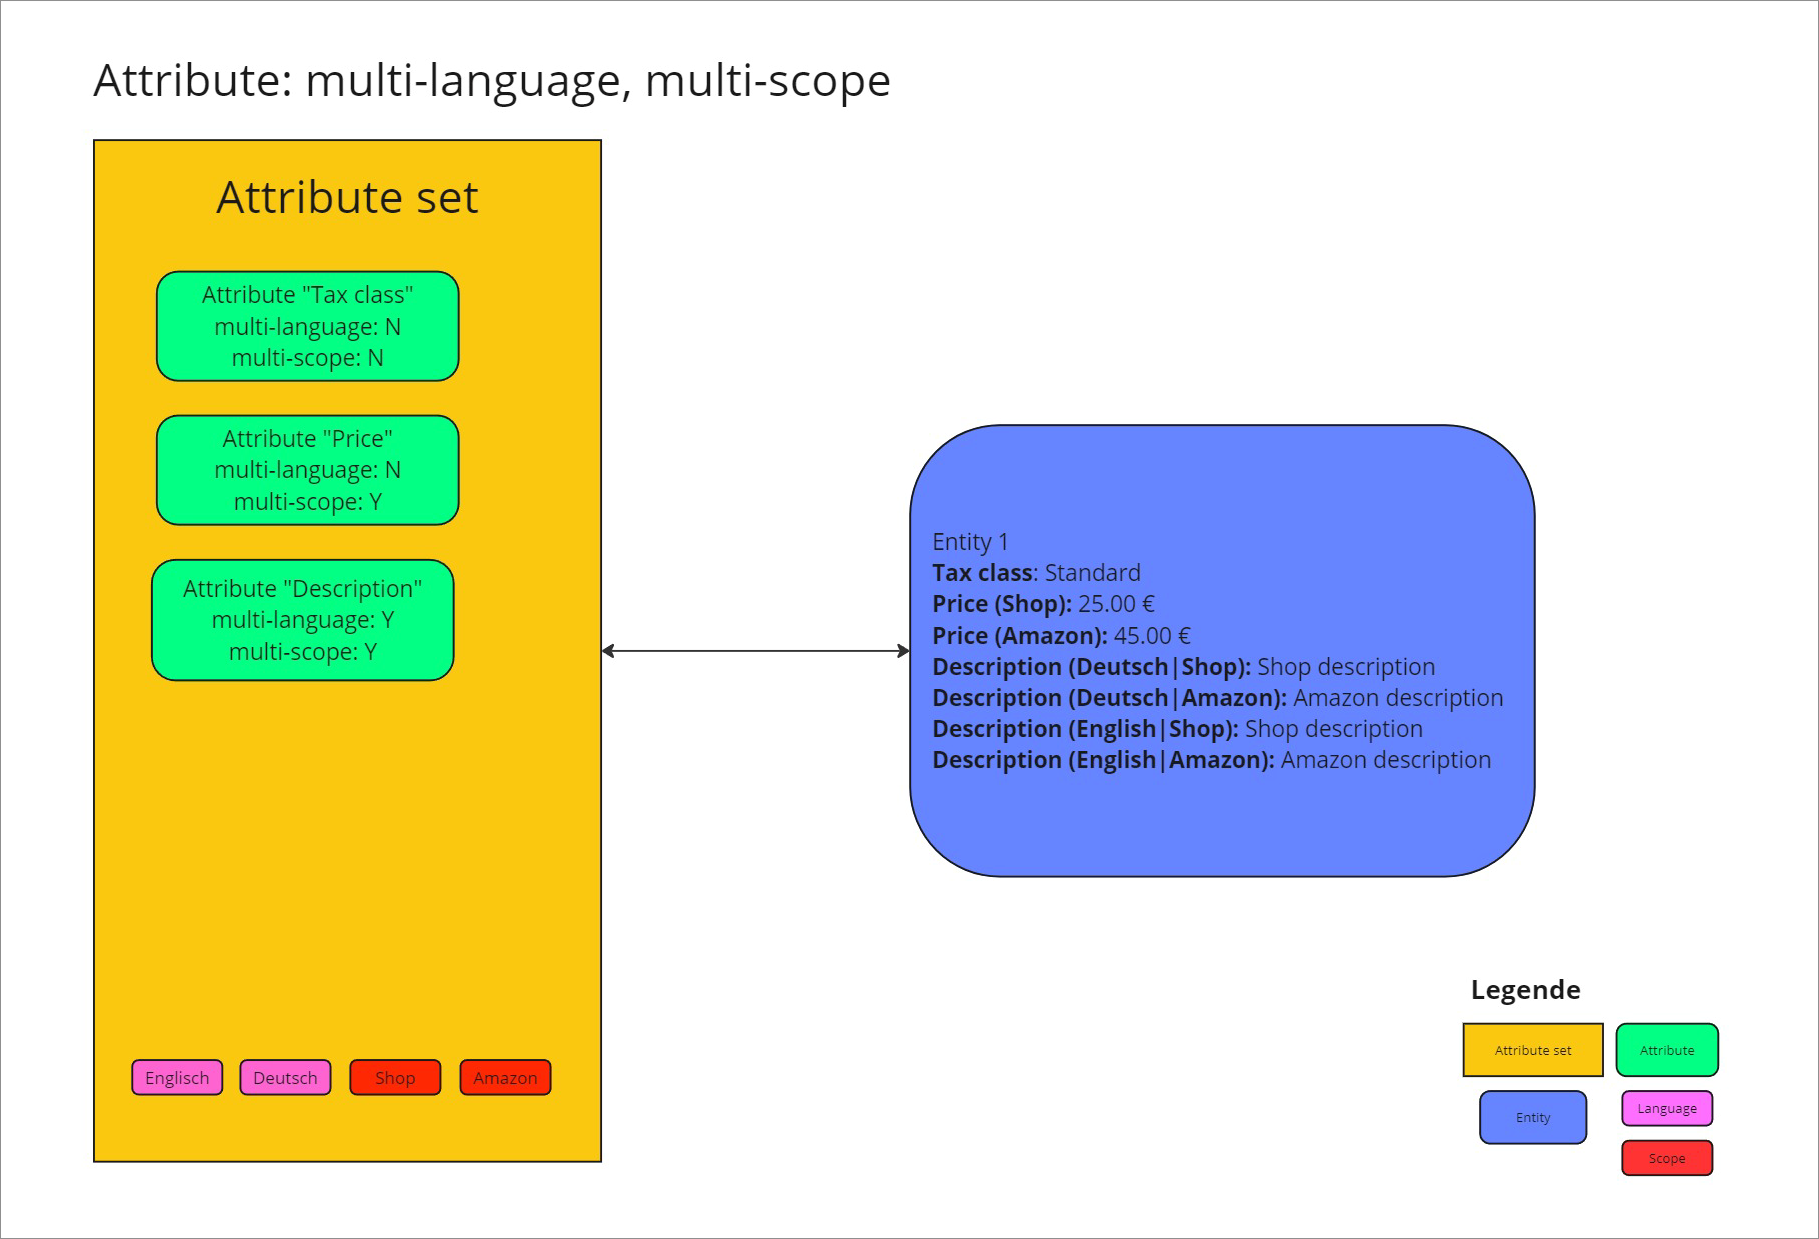 Attribute: multi-language, multi-scope
Attribute set
Attribute "Tax class"
multi-language: N
multi-scope: N
Attribute "Price"
multi-language: N
multi-scope: Y
Attribute "Description"
multi-language: Y
multi-scope: Y
Englisch
Deutsch
Shop
Amazon
Entity 1
Tax class: Standard
Price (Shop): 25.00 €
Price (Amazon): 45.00 €
Description (Deutsch|Shop): Shop description
Description (Deutsch|Amazon): Amazon description
Description (English|Shop): Shop description
Description (English|Amazon): Amazon description
Legende
Attribute set
Attribute
Entity
Language
Scope